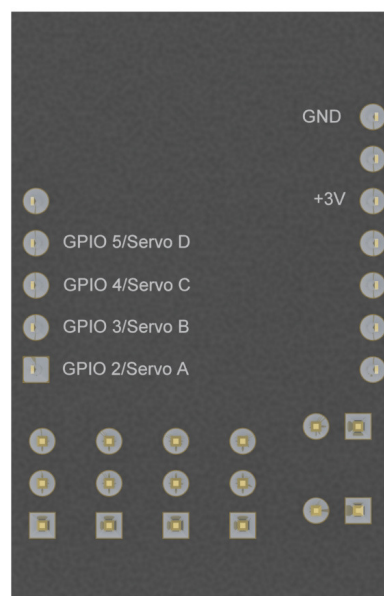 GND
+3V
GPIO 5/Servo D
GPIO 4/Servo C
GPIO 3/Servo B
GPIO 2/Servo A